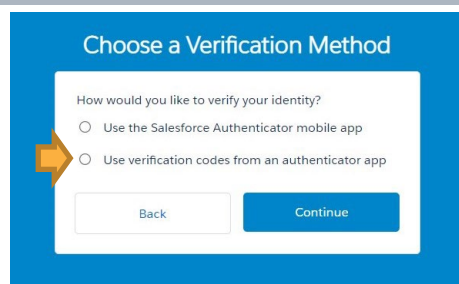 Choose a Verification Method
How would you like to verify your identity?
Use the Salesforce Authenticator mobile app
Use verification codes from an authenticator app
Back
Continue